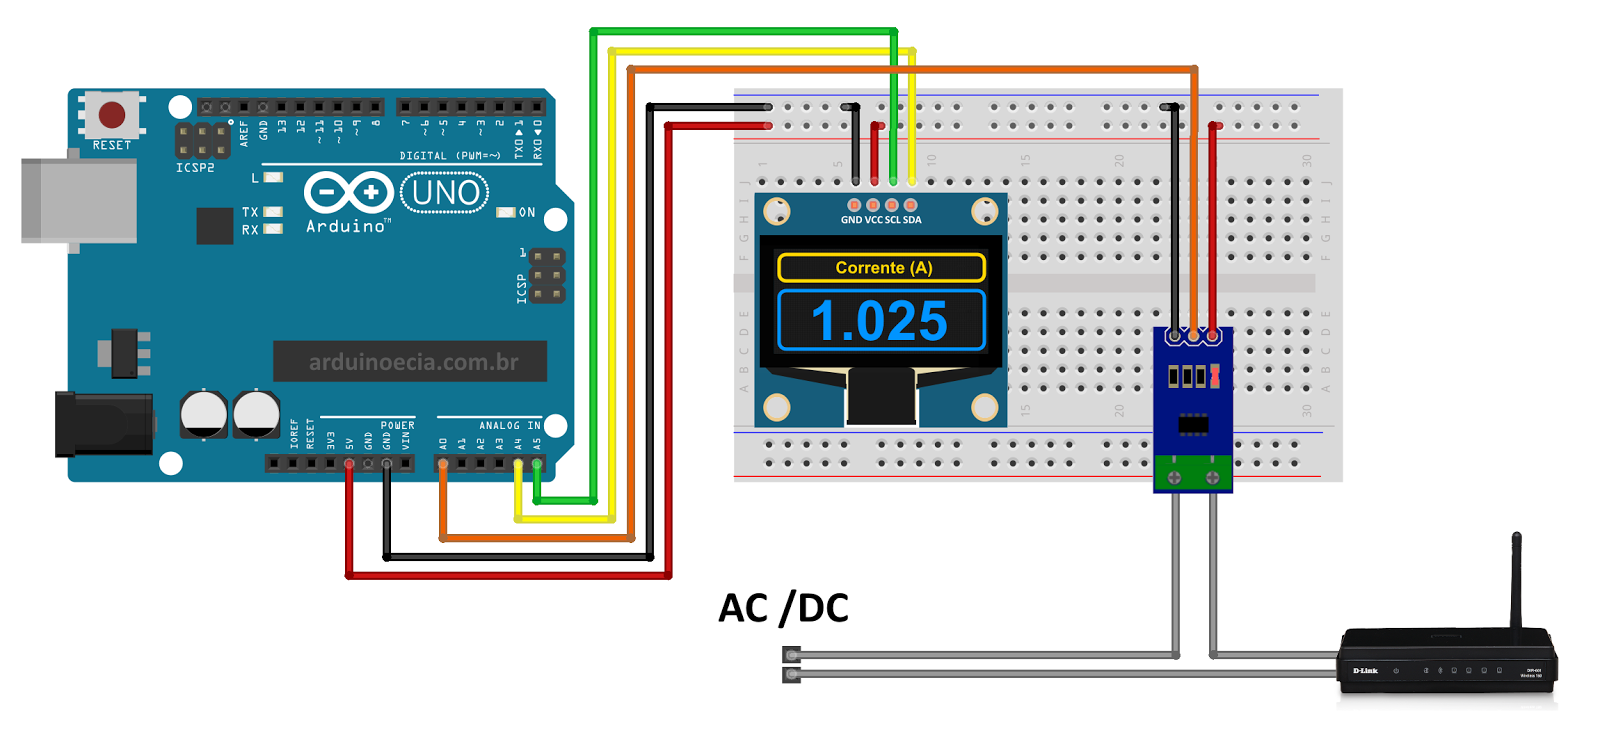 RESET
ICSP2
AREF
GND
13
12
~11
~10
~9
8
7
~6
~5
4
~3
2
TX0 ▲ 1
RX0 ▼ 0
DIGITAL (PWM=~)
L
TX
RX
UNO
Arduino™
ON
1
ICSP
arduinoecia.com.br
POWER
ANALOG IN
IOREF
RESET
3V3
5V
GND
GND
VIN
A0
A1
A2
A3
A4
A5
1
5
10
15
20
30
J
I
H
G
F
E
D
C
B
A
J
I
H
G
F
E
D
C
B
A
15
20
30
GND VCC SCL SDA
Corrente (A)
1.025
AC /DC
D-Link